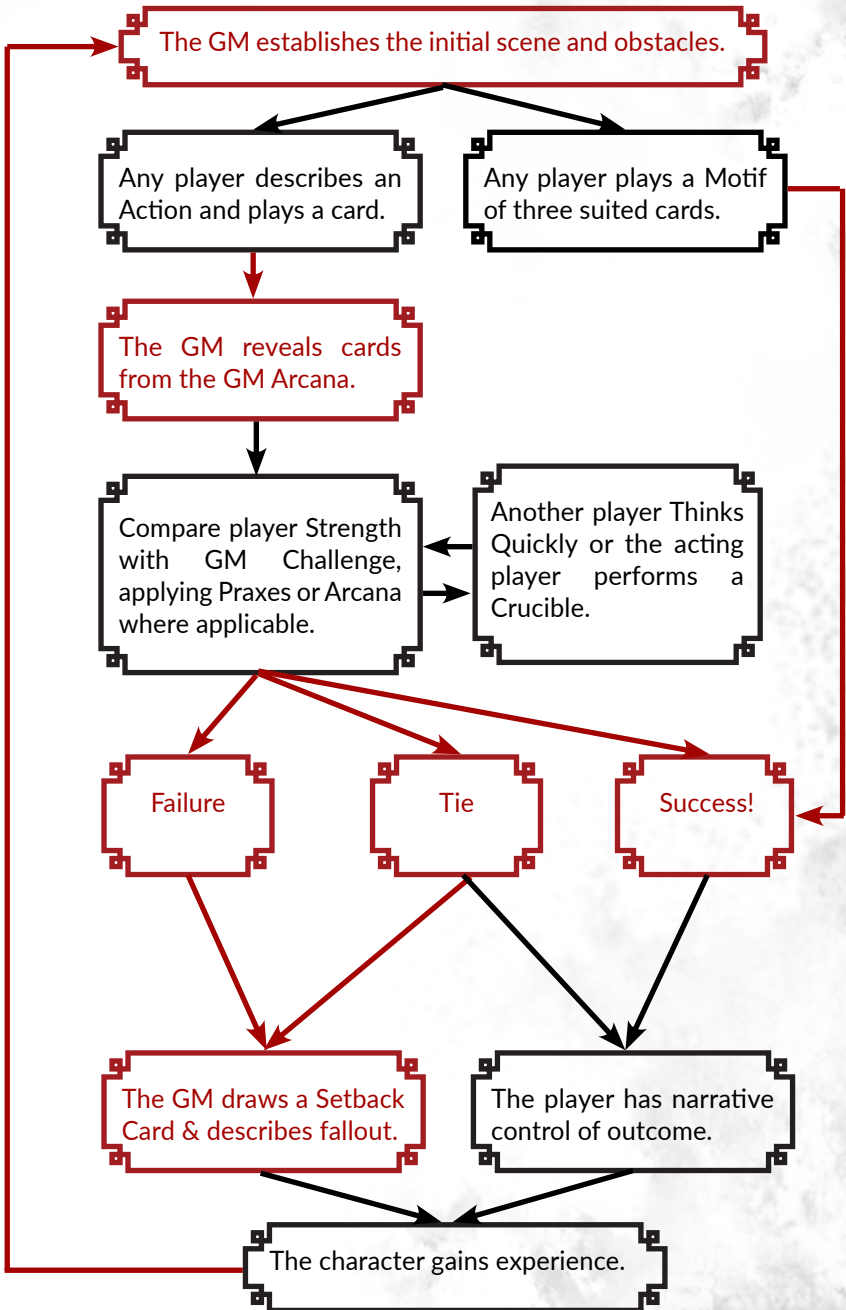 The GM establishes the initial scene and obstacles.
Any player describes an
Action and plays a card.
Any player plays a Motif
of three suited cards.
The GM reveals cards
from the GM Arcana.
Compare player Strength
with GM Challenge,
applying Praxes or Arcana
where applicable.
Another player Thinks
Quickly or the acting
player performs a
Crucible.
Failure
Tie
Success!
The GM draws a Setback
Card & describes fallout.
The player has narrative
control of outcome.
The character gains experience.